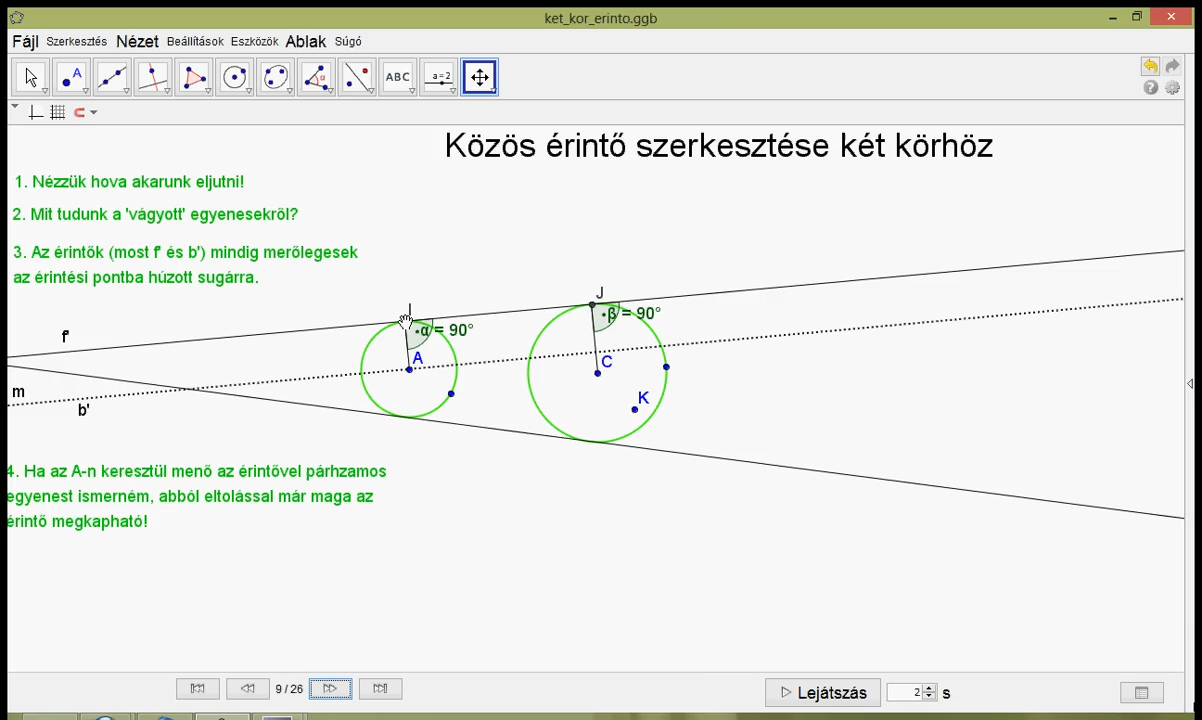 ket_kor_erinto.ggb
Fájl Szerkesztés Nézet Beállítások Eszközök Ablak Súgó
A ABC a = 2
Közös érintő szerkesztése két körhöz
1. Nézzük hova akarunk eljutni!
2. Mit tudunk a 'vágyott' egyenesekről?
3. Az érintők (most f' és b') mindig merőlegesek
az érintési pontba húzott sugárra.
J
β = 90°
α = 90°
f'
A
C
m
K
b'
4. Ha az A-n keresztül menő az érintővel párhzamos
egyenest ismerném, abból eltolással már maga az
érintő megkapható!
9 / 26
Lejátszás 2 s